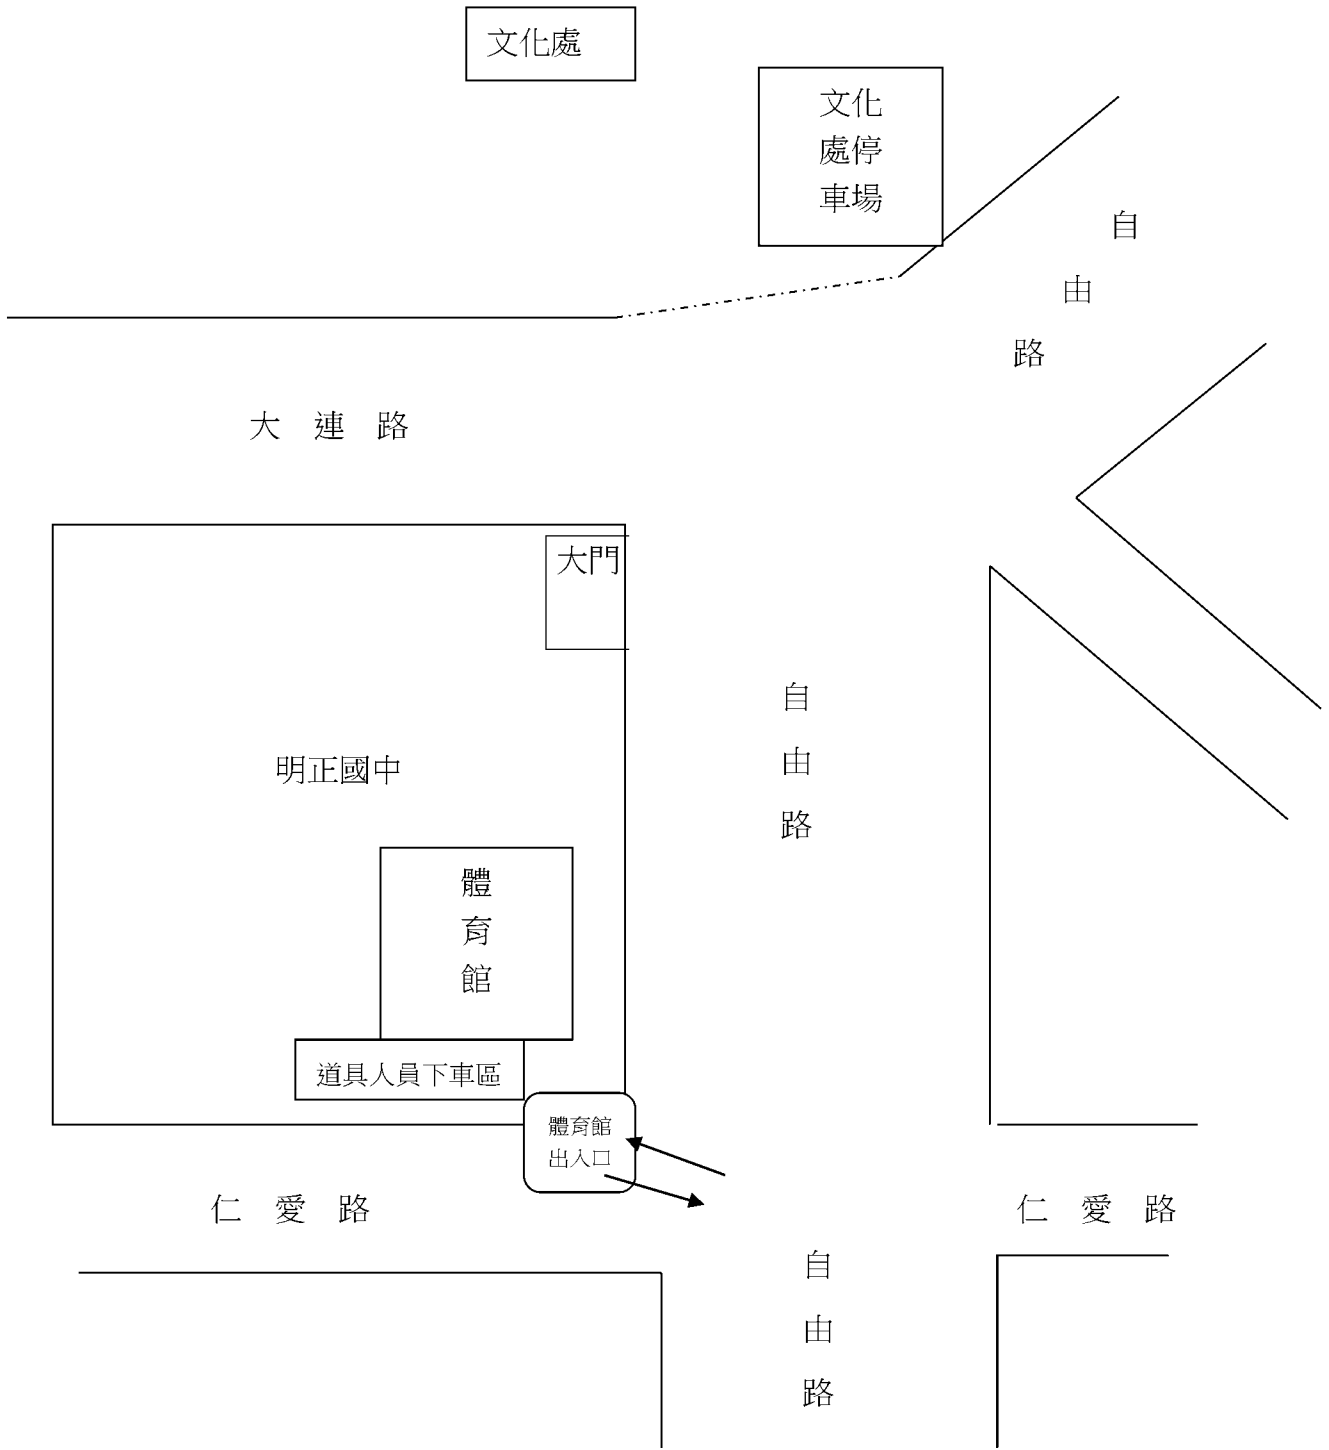 文化處
文化
處停
車場
自
由
路
大 連 路
大門
自
由
路
明正國中
體
育
館
道具人員下車區
體育館
出入口
仁 愛 路
仁 愛 路
自
由
路